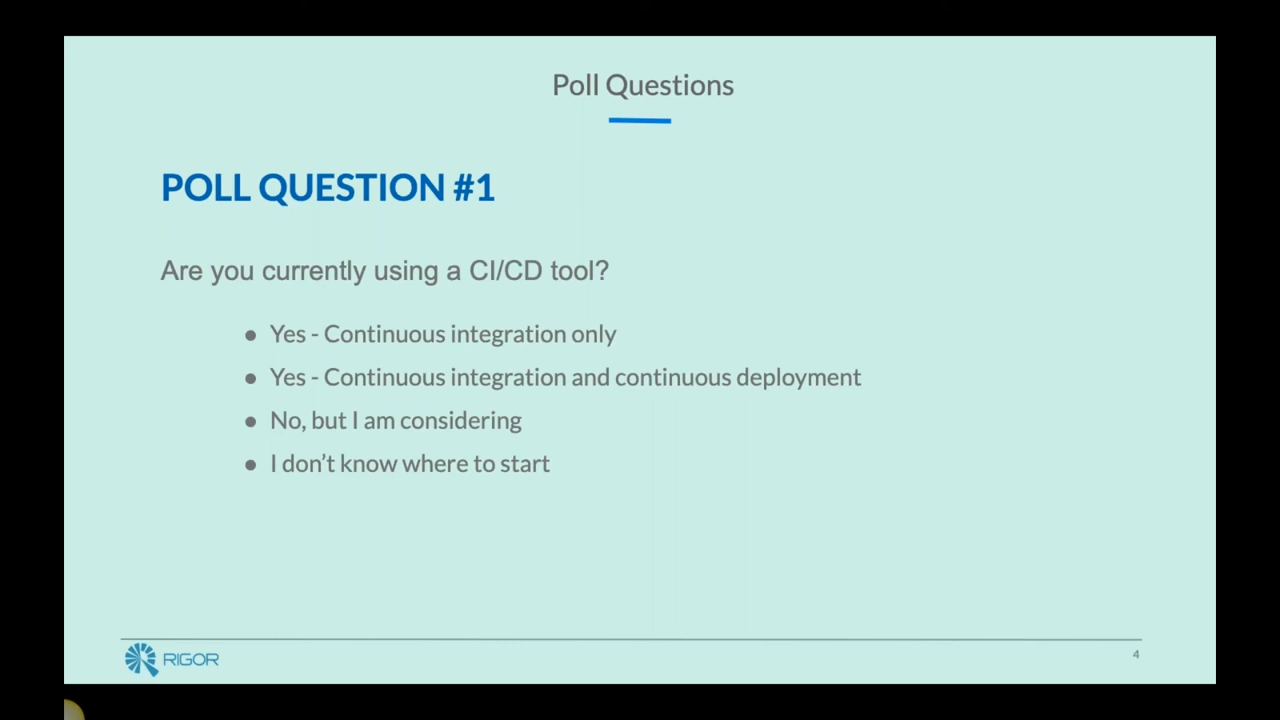 Poll Questions
POLL QUESTION #1
Are you currently using a CI/CD tool?
● Yes - Continuous integration only
● Yes - Continuous integration and continuous deployment
● No, but I am considering
● I don’t know where to start
RIGOR
4